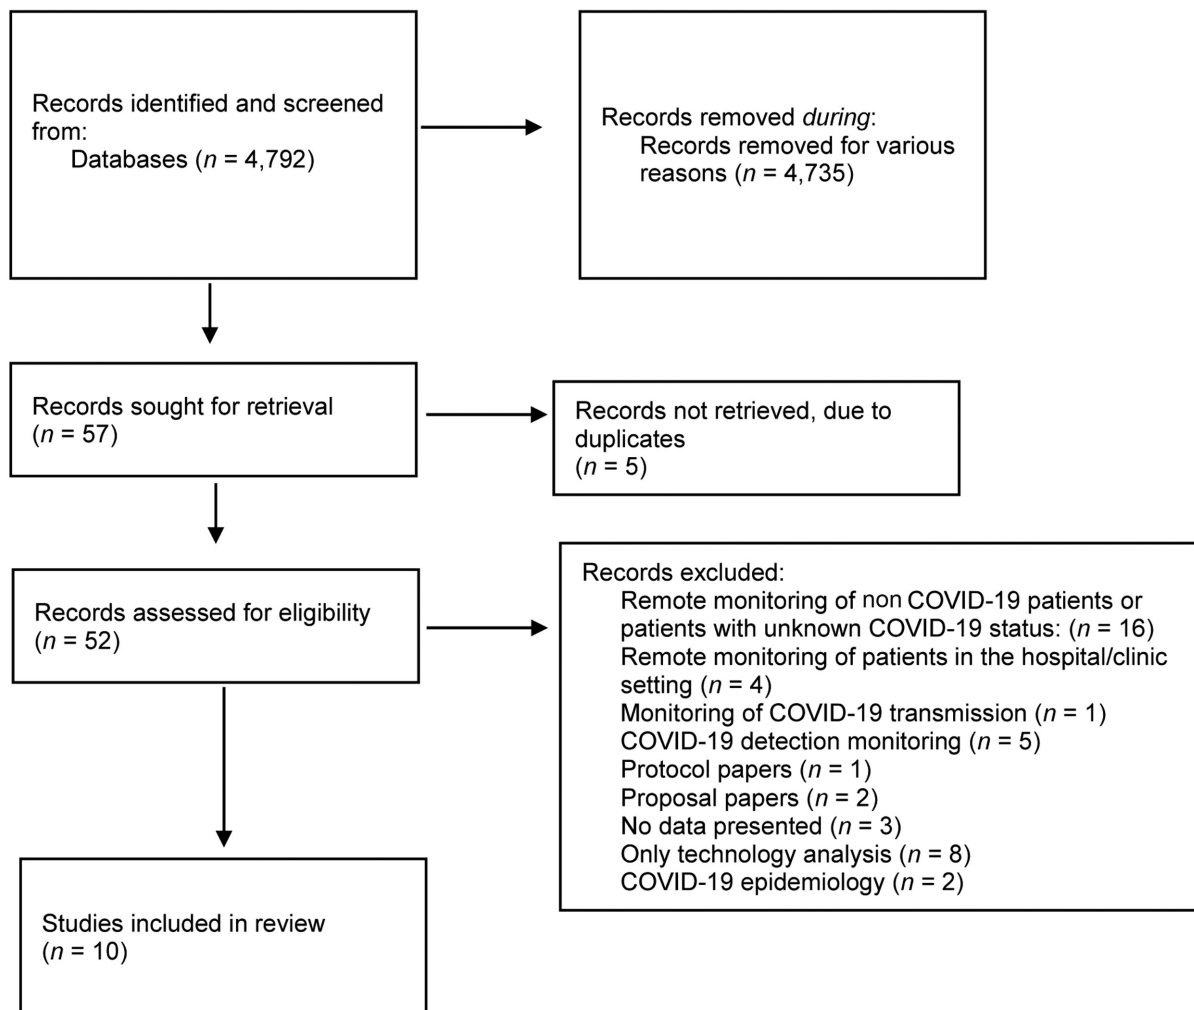 Records identified and screened
from:
Databases (n = 4,792)
Records removed during:
Records removed for various
reasons (n = 4,735)
Records sought for retrieval
(n = 57)
Records not retrieved, due to
duplicates
(n = 5)
Records assessed for eligibility
(n = 52)
Records excluded:
Remote monitoring of non COVID-19 patients or
patients with unknown COVID-19 status: (n = 16)
Remote monitoring of patients in the hospital/clinic
setting (n = 4)
Monitoring of COVID-19 transmission (n = 1)
COVID-19 detection monitoring (n = 5)
Protocol papers (n = 1)
Proposal papers (n = 2)
No data presented (n = 3)
Only technology analysis (n = 8)
COVID-19 epidemiology (n = 2)
Studies included in review
(n = 10)